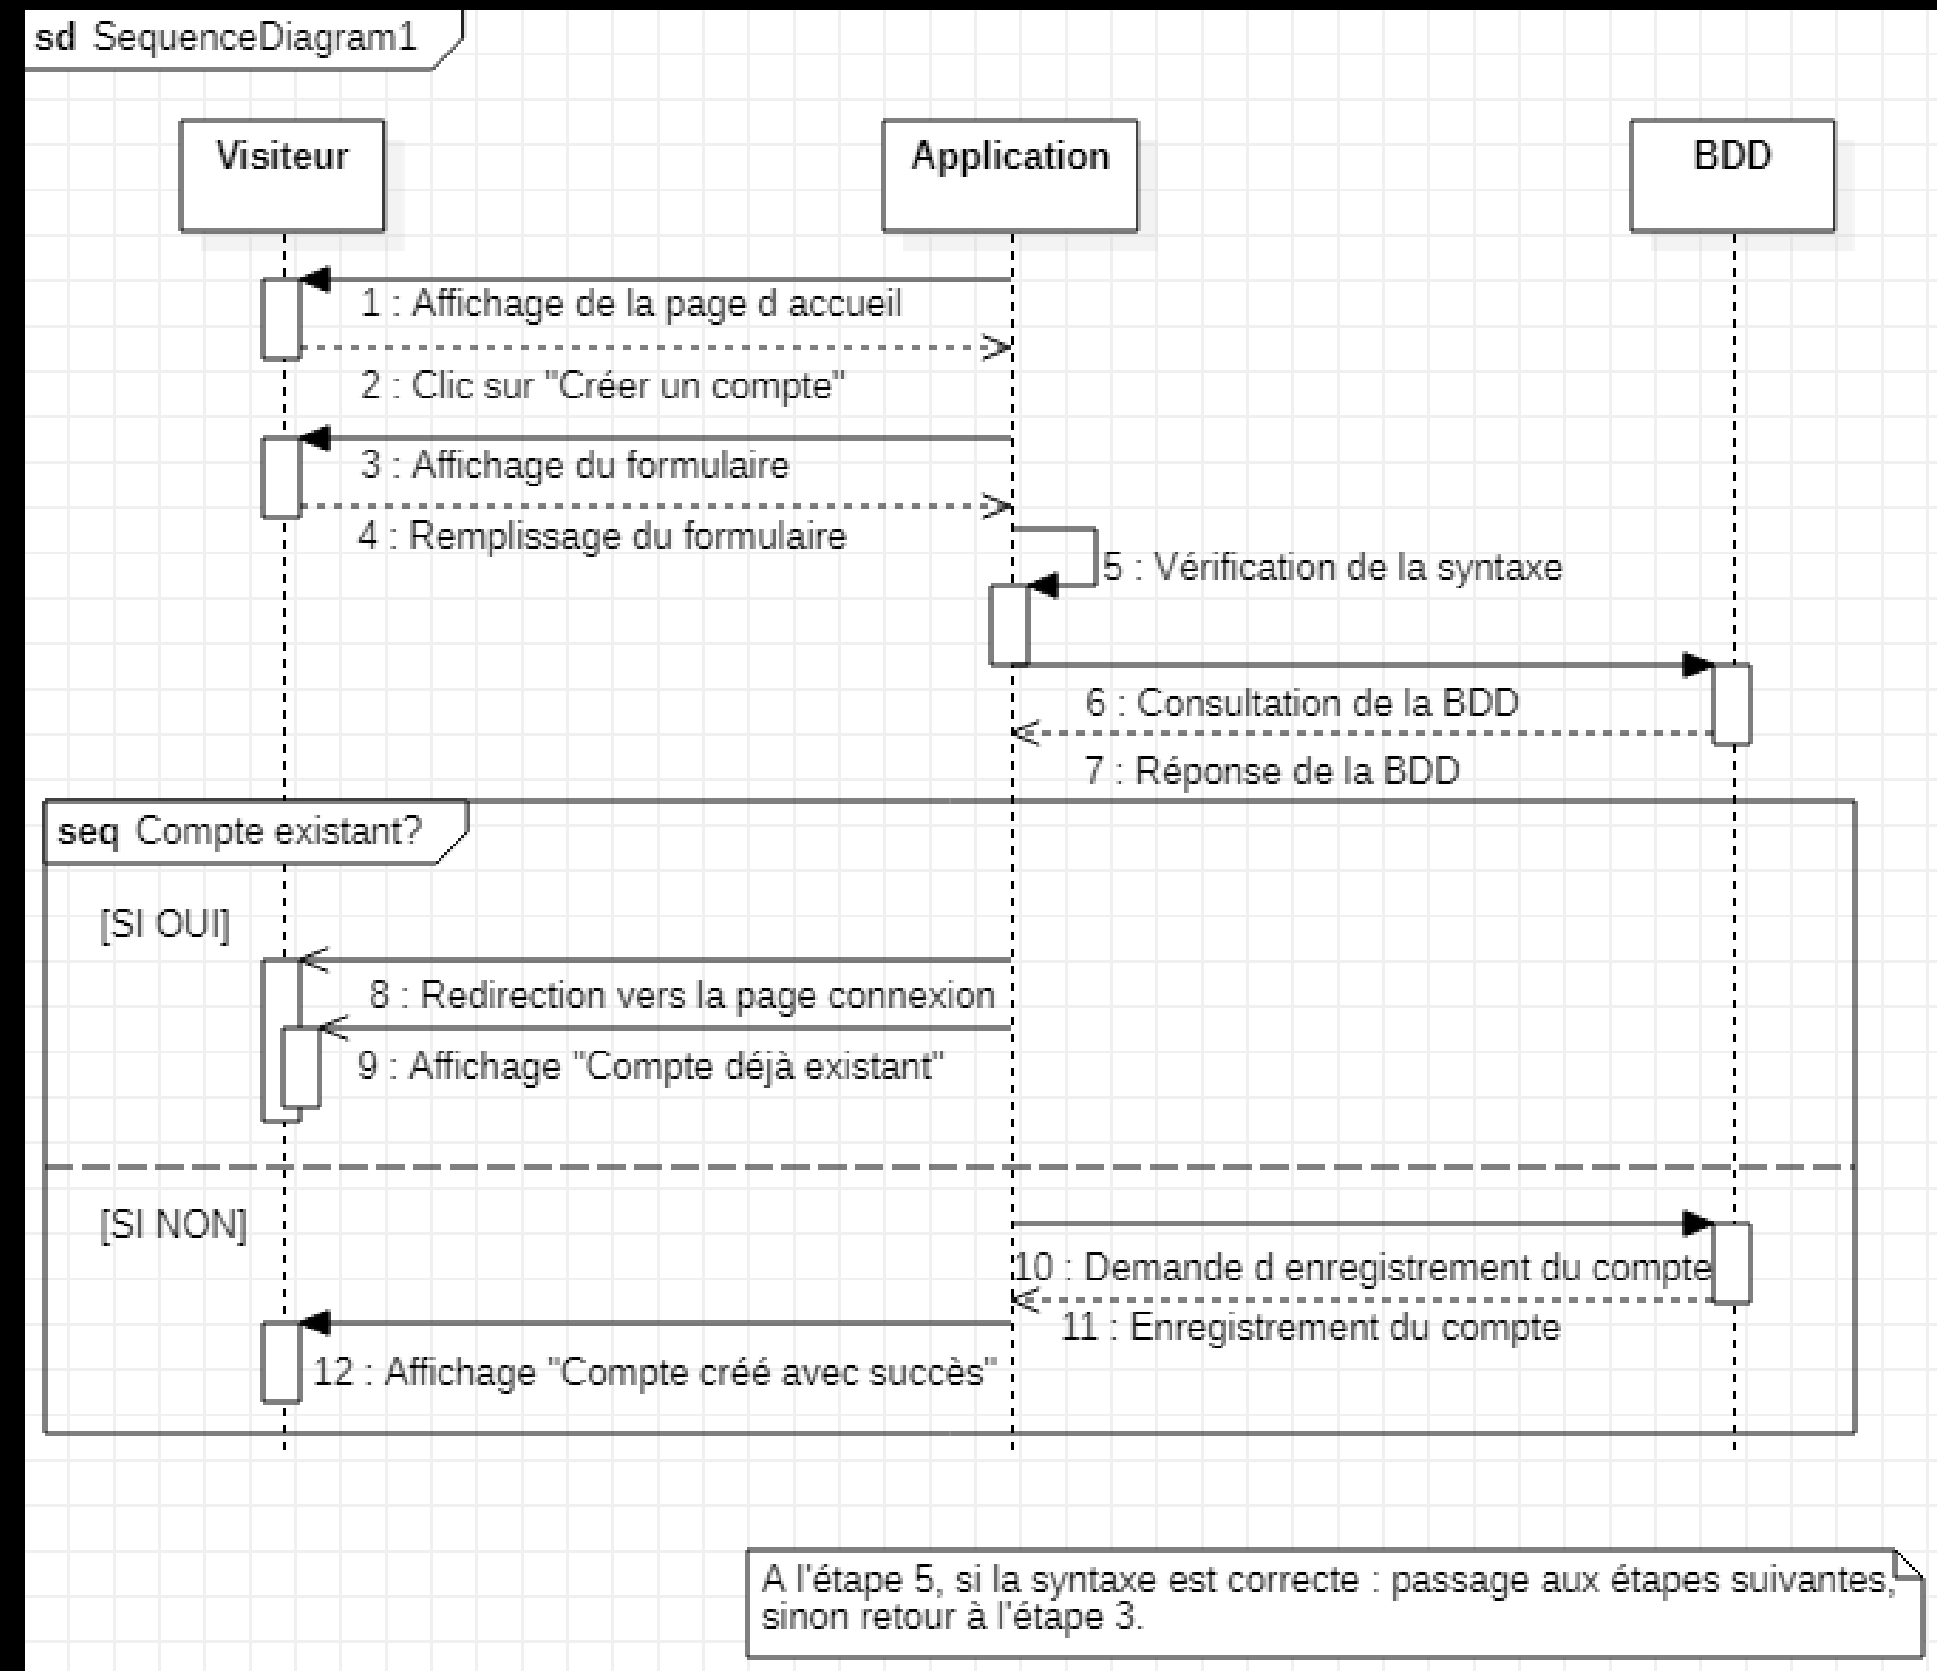 sd SequenceDiagram1
Visiteur
Application
BDD
1 : Affichage de la page d accueil
2 : Clic sur "Créer un compte"
3 : Affichage du formulaire
4 : Remplissage du formulaire
5 : Vérification de la syntaxe
6 : Consultation de la BDD
7 : Réponse de la BDD
seq Compte existant?
[SI OUI]
8 : Redirection vers la page connexion
9 : Affichage "Compte déjà existant"
[SI NON]
10 : Demande d enregistrement du compte
11 : Enregistrement du compte
12 : Affichage "Compte créé avec succès"
A l'étape 5, si la syntaxe est correcte : passage aux étapes suivantes,
sinon retour à l'étape 3.